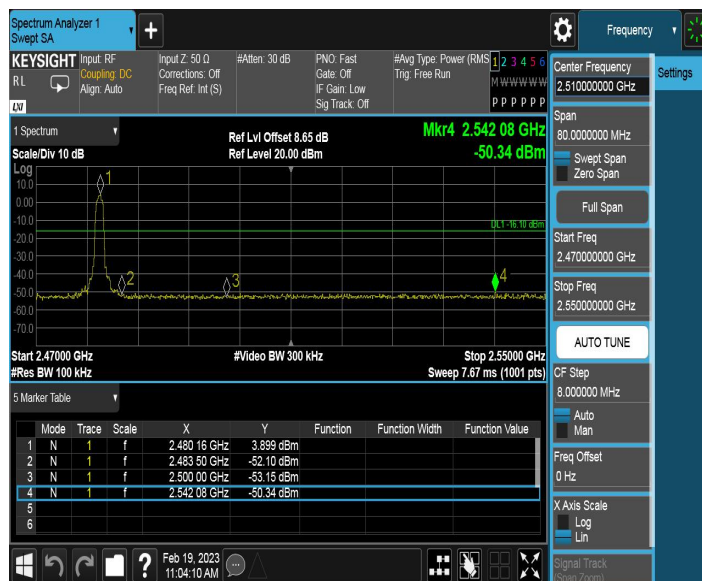 Spectrum Analyzer 1
Swept SA
+
Frequency
KEYSIGHT Input: RF
R L
Coupling: DC
Align: Auto
LNI
Input Z: 50 Ω
Corrections: Off
Freq Ref: Int (S)
#Atten: 30 dB
PNO: Fast
Gate: Off
IF Gain: Low
Sig Track: Off
#Avg Type: Power (RMS
Trig: Free Run
1 2 3 4 5 6
M W W W W W
P P P P P P
1 Spectrum
Scale/Div 10 dB
Ref Lvl Offset 8.65 dB
Ref Level 20.00 dBm
Mkr4 2.542 08 GHz
-50.34 dBm
Log
10.0
0.00
-10.0
-20.0
-30.0
-40.0
-50.0
-60.0
-70.0
1
2
3
4
DL1 -16.10 dBm
Start 2.47000 GHz
#Res BW 100 kHz
#Video BW 300 kHz
Stop 2.55000 GHz
Sweep 7.67 ms (1001 pts)
5 Marker Table
Mode Trace Scale X Y Function Function Width Function Value
1 N 1 f 2.480 16 GHz 3.899 dBm
2 N 1 f 2.483 50 GHz -52.10 dBm
3 N 1 f 2.500 00 GHz -53.15 dBm
4 N 1 f 2.542 08 GHz -50.34 dBm
5
6
?
Feb 19, 2023
11:04:10 AM
Center Frequency
2.510000000 GHz
Settings
Span
80.0000000 MHz
Swept Span
Zero Span
Full Span
Start Freq
2.470000000 GHz
Stop Freq
2.550000000 GHz
AUTO TUNE
CF Step
8.000000 MHz
Auto
Man
Freq Offset
0 Hz
X Axis Scale
Log
Lin
Signal Track
(Span Zoom)